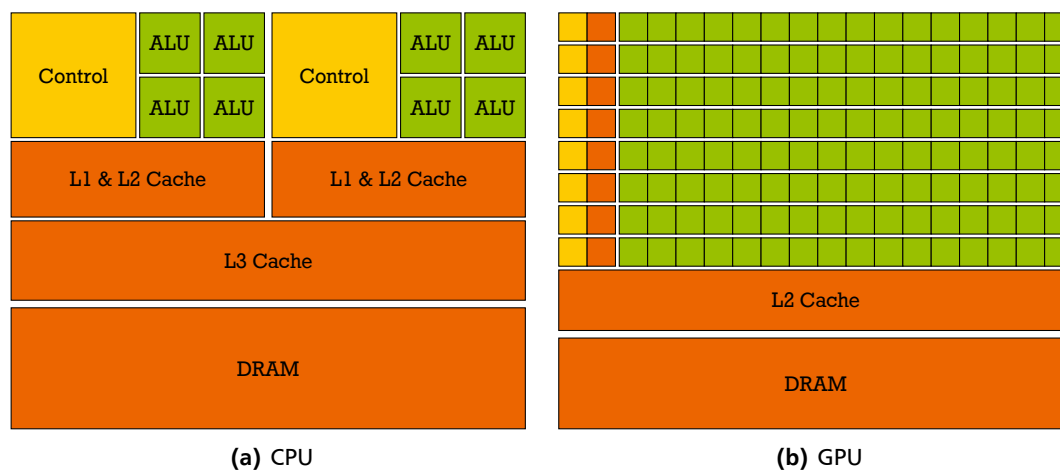 Control
ALU ALU
ALU ALU
Control
ALU ALU
ALU ALU
L1 & L2 Cache
L1 & L2 Cache
L3 Cache
DRAM
(a) CPU
L2 Cache
DRAM
(b) GPU